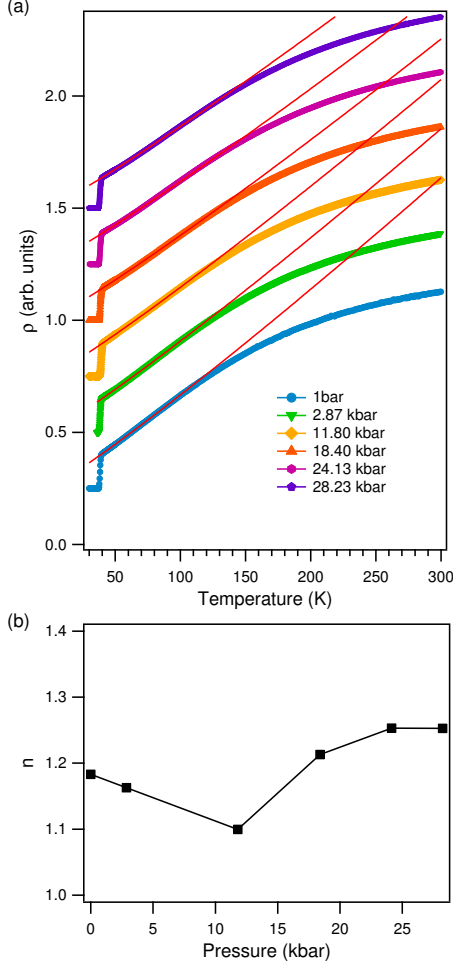 (a)
2.0
1.5
1.0
0.5
0.0
ρ (arb. units)
1bar
2.87 kbar
11.80 kbar
18.40 kbar
24.13 kbar
28.23 kbar
50 100 150 200 250 300
Temperature (K)
(b)
1.4
1.3
1.2
1.1
1.0
n
0 5 10 15 20 25
Pressure (kbar)